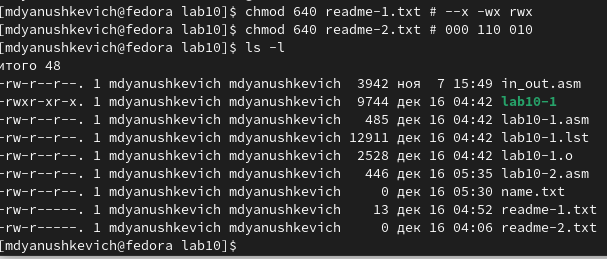 [mdyanushkevich@fedora lab10]$ chmod 640 readme-1.txt # --x -wx rwx
[mdyanushkevich@fedora lab10]$ chmod 640 readme-2.txt # 000 110 010
[mdyanushkevich@fedora lab10]$ ls -l
итого 48
-rw-r--r--. 1 mdyanushkevich mdyanushkevich  3942 ноя  7 15:49 in_out.asm
-rwxr-xr-x. 1 mdyanushkevich mdyanushkevich  9744 дек 16 04:42 lab10-1
-rw-r--r--. 1 mdyanushkevich mdyanushkevich   485 дек 16 04:42 lab10-1.asm
-rw-r--r--. 1 mdyanushkevich mdyanushkevich 12911 дек 16 04:42 lab10-1.lst
-rw-r--r--. 1 mdyanushkevich mdyanushkevich  2528 дек 16 04:42 lab10-1.o
-rw-r--r--. 1 mdyanushkevich mdyanushkevich   446 дек 16 05:35 lab10-2.asm
-rw-r--r--. 1 mdyanushkevich mdyanushkevich     0 дек 16 05:30 name.txt
-rw-r-----. 1 mdyanushkevich mdyanushkevich    13 дек 16 04:52 readme-1.txt
-rw-r-----. 1 mdyanushkevich mdyanushkevich     0 дек 16 04:06 readme-2.txt
[mdyanushkevich@fedora lab10]$